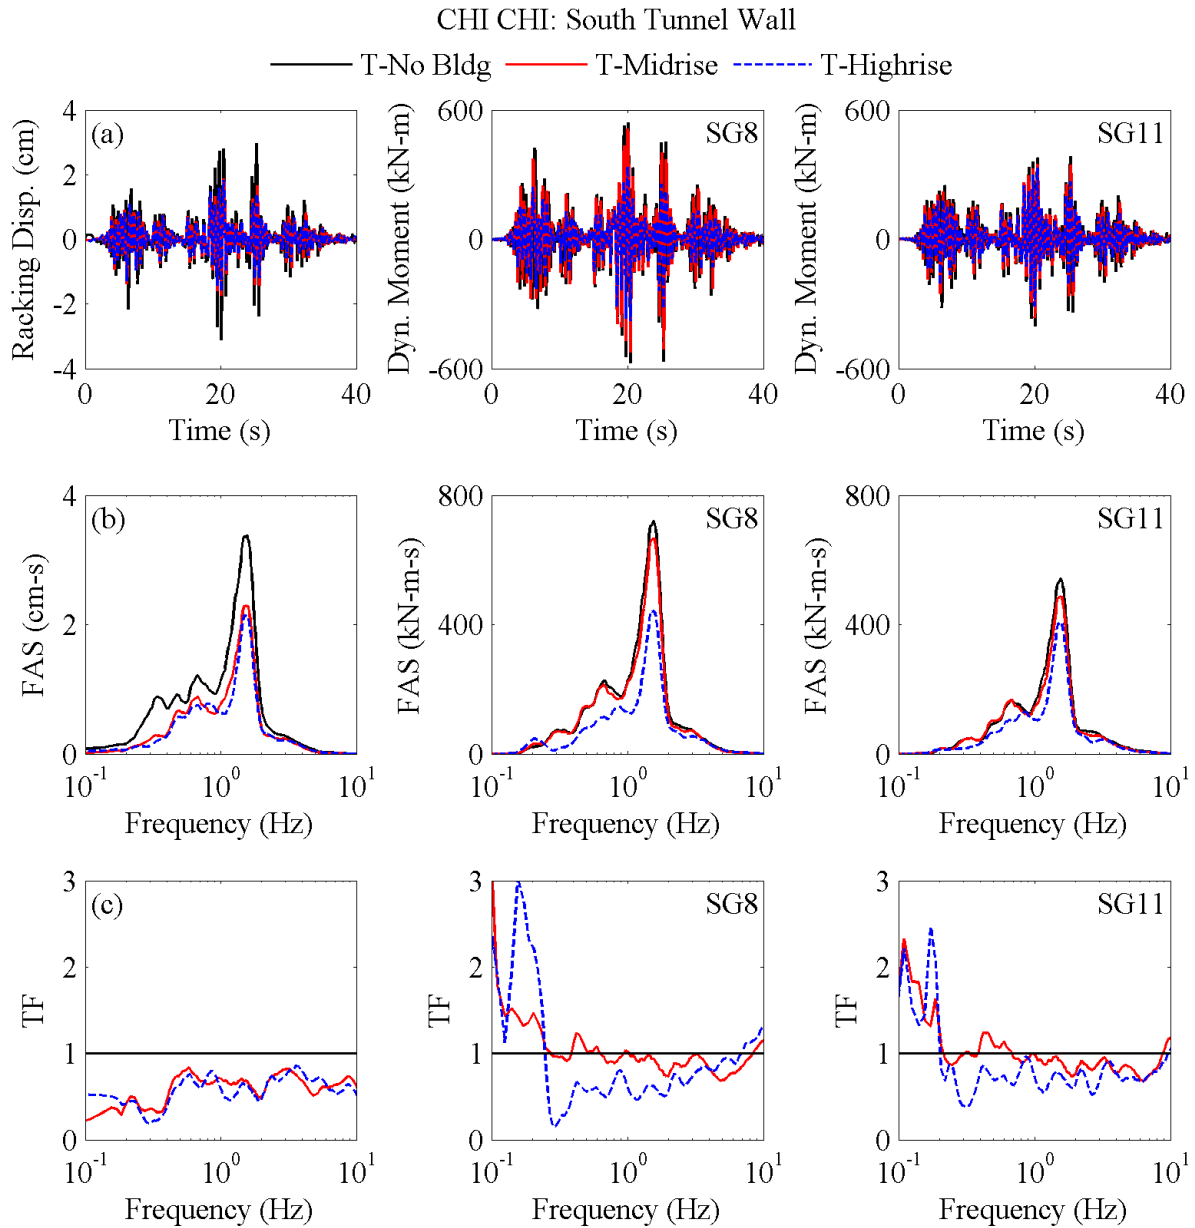 CHI CHI: South Tunnel Wall
T-No Bldg T-Midrise T-Highrise
(a)
Racking Disp. (cm)
4
2
0
-2
-4
0 20 40
Time (s)
SG8
Dyn. Moment (kN-m)
600
0
-600
0 20 40
Time (s)
SG11
Dyn. Moment (kN-m)
600
0
-600
0 20 40
Time (s)
(b)
FAS (cm-s)
4
2
0
10-1 100 101
Frequency (Hz)
SG8
FAS (kN-m-s)
800
400
0
10-1 100 101
Frequency (Hz)
SG11
FAS (kN-m-s)
800
400
0
10-1 100 101
Frequency (Hz)
(c)
TF
3
2
1
0
10-1 100 101
Frequency (Hz)
SG8
TF
3
2
1
0
10-1 100 101
Frequency (Hz)
SG11
TF
3
2
1
0
10-1 100 101
Frequency (Hz)